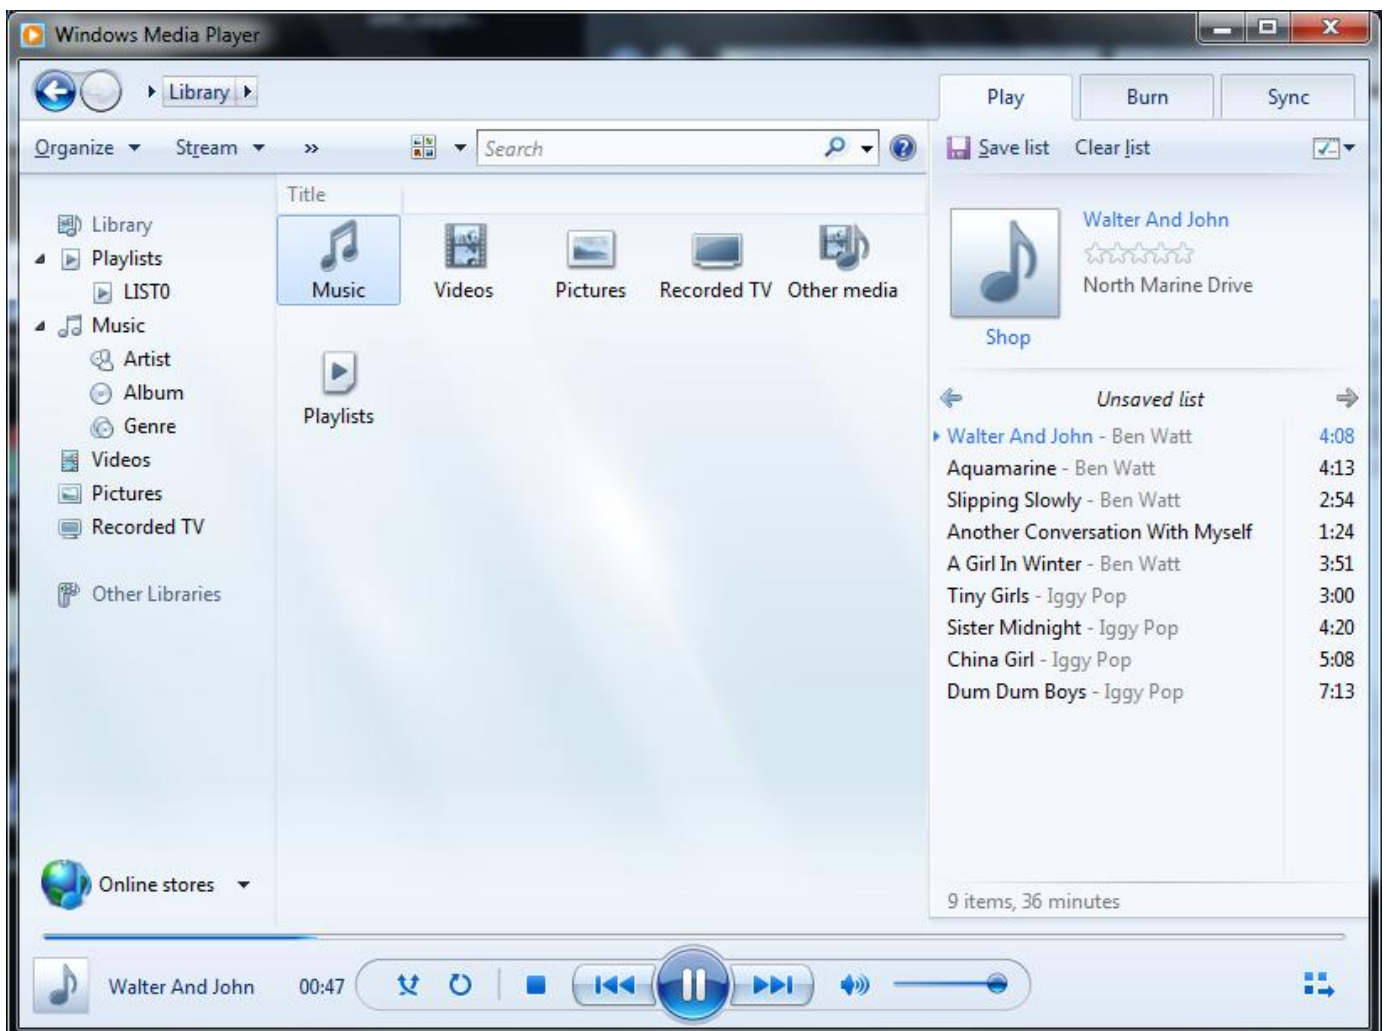 Windows Media Player
Library
Play Burn Sync
Organize Stream » Search Save list Clear list
Title
Library
Playlists
LIST0
Music
Artist
Album
Genre
Videos
Pictures
Recorded TV
Other Libraries
Online stores
Music Videos Pictures Recorded TV Other media
Playlists
Walter And John
North Marine Drive
Shop
Unsaved list
Walter And John - Ben Watt 4:08
Aquamarine - Ben Watt 4:13
Slipping Slowly - Ben Watt 2:54
Another Conversation With Myself 1:24
A Girl In Winter - Ben Watt 3:51
Tiny Girls - Iggy Pop 3:00
Sister Midnight - Iggy Pop 4:20
China Girl - Iggy Pop 5:08
Dum Dum Boys - Iggy Pop 7:13
9 items, 36 minutes
Walter And John 00:47